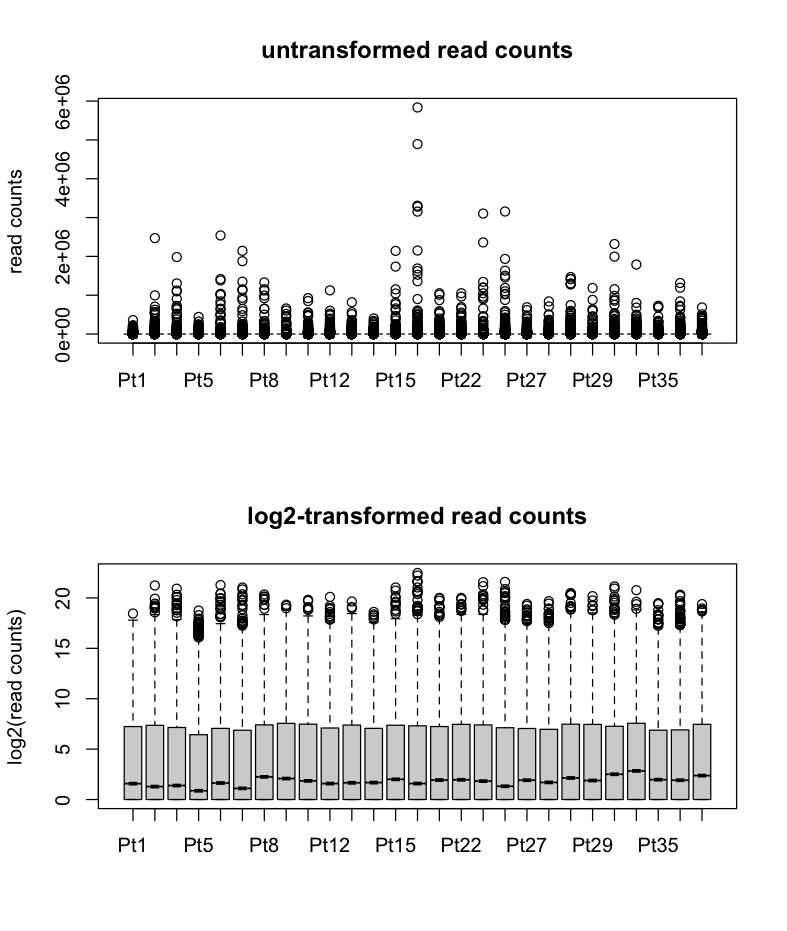 untransformed read counts
6e+06
4e+06
2e+06
0e+00
read counts
Pt1 Pt5 Pt8 Pt12 Pt15 Pt22 Pt27 Pt29 Pt35
log2-transformed read counts
20
15
10
5
0
log2(read counts)
Pt1 Pt5 Pt8 Pt12 Pt15 Pt22 Pt27 Pt29 Pt35